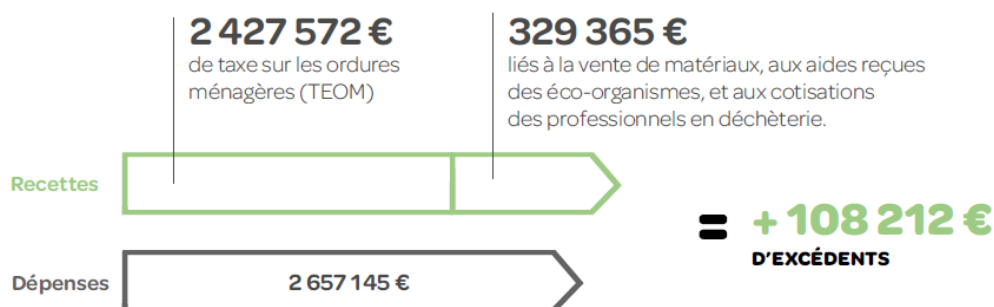 2 427 572 €
de taxe sur les ordures
ménagères (TEOM)
329 365 €
liés à la vente de matériaux, aux aides reçues
des éco-organismes, et aux cotisations
des professionnels en déchèterie.
Recettes
= + 108 212 €
D'EXCÉDENTS
Dépenses
2 657 145 €